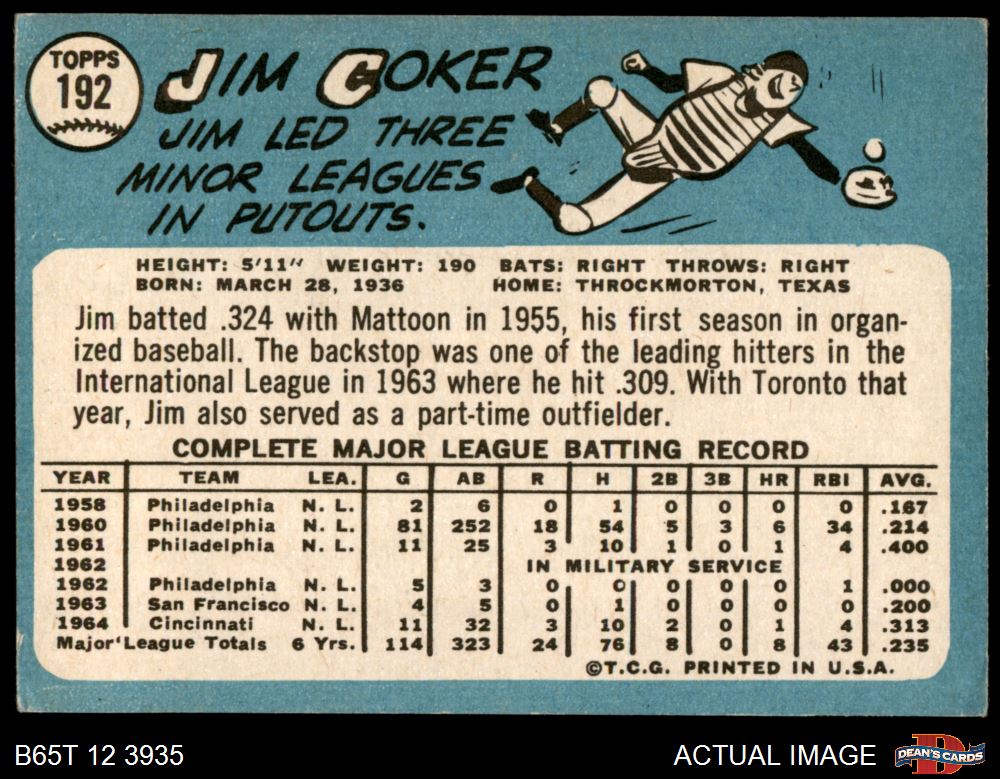 TOPPS
192
JIM COKER
JIM LED THREE
MINOR LEAGUES
IN PUTOUTS.
HEIGHT: 5'11" WEIGHT: 190 BATS: RIGHT THROWS: RIGHT
BORN: MARCH 28, 1936 HOME: THROCKMORTON, TEXAS
Jim batted .324 with Mattoon in 1955, his first season in organ-
ized baseball. The backstop was one of the leading hitters in the
International League in 1963 where he hit .309. With Toronto that
year, Jim also served as a part-time outfielder.
COMPLETE MAJOR LEAGUE BATTING RECORD
YEAR TEAM LEA. G AB R H 2B 3B HR RBI AVG.
1958 Philadelphia N. L. 2 6 0 1 0 0 0 0 .167
1960 Philadelphia N. L. 81 252 18 54 5 3 6 34 .214
1961 Philadelphia N. L. 11 25 3 10 1 0 1 4 .400
1962 IN MILITARY SERVICE
1962 Philadelphia N. L. 5 3 0 0 0 0 0 1 .000
1963 San Francisco N. L. 4 5 0 1 0 0 0 0 .200
1964 Cincinnati N. L. 11 32 3 10 2 0 1 4 .313
Major League Totals 6 Yrs. 114 323 24 76 8 0 8 43 .235
©T.C.G. PRINTED IN U.S.A.
B65T 12 3935 ACTUAL IMAGE D DEAN'S CARDS